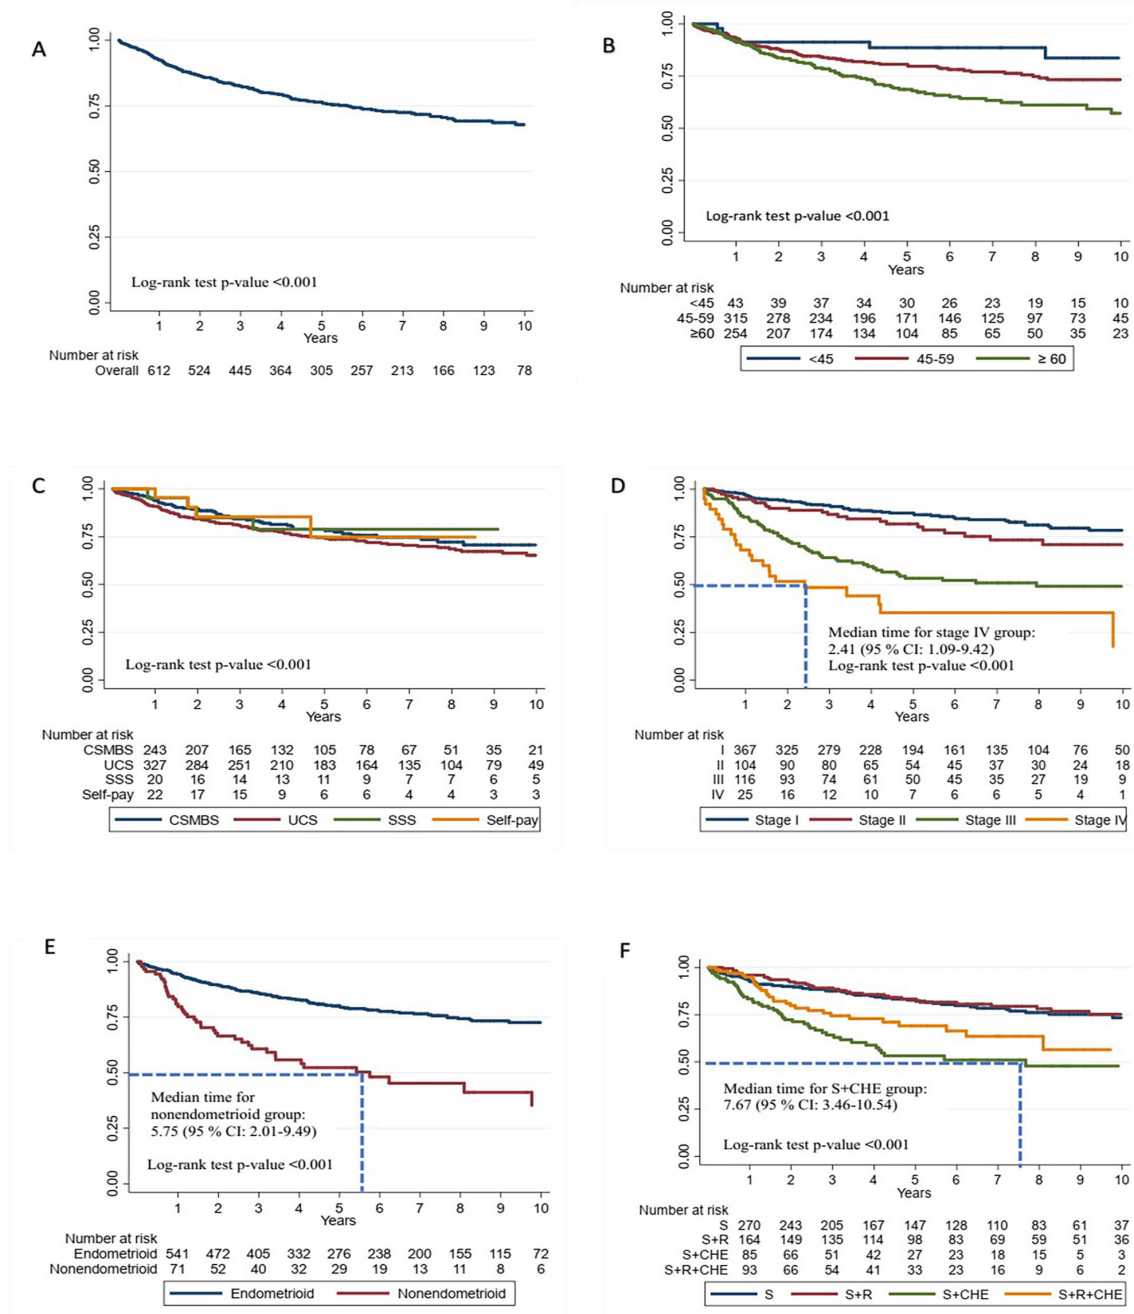 A
1.00
0.75
0.50
0.25
0.00
Log-rank test p-value <0.001
1 2 3 4 5 6 7 8 9 10
Years
Number at risk
Overall 612 524 445 364 305 257 213 166 123 78
B
1.00
0.75
0.50
0.25
0.00
Log-rank test p-value <0.001
1 2 3 4 5 6 7 8 9 10
Years
Number at risk
<45 43 39 37 34 30 26 23 19 15 10
45-59 315 278 234 196 171 146 125 97 73 45
≥60 254 207 174 134 104 85 65 50 35 23
<45 45-59 ≥ 60
C
1.00
0.75
0.50
0.25
0.00
Log-rank test p-value <0.001
1 2 3 4 5 6 7 8 9 10
Years
Number at risk
CSMBS 243 207 165 132 105 78 67 51 35 21
UCS 327 284 251 210 183 164 135 104 79 49
SSS 20 16 14 13 11 9 7 7 6 5
Self-pay 22 17 15 9 6 6 4 4 3 3
CSMBS UCS SSS Self-pay
D
1.00
0.75
0.50
0.25
0.00
Median time for stage IV group:
2.41 (95 % CI: 1.09-9.42)
Log-rank test p-value <0.001
1 2 3 4 5 6 7 8 9 10
Years
Number at risk
I 367 325 279 228 194 161 135 104 76 50
II 104 90 80 65 54 45 37 30 24 18
III 116 93 74 61 50 45 35 27 19 9
IV 25 16 12 10 7 6 6 5 4 1
Stage I Stage II Stage III Stage IV
E
1.00
0.75
0.50
0.25
0.00
Median time for
nonendometrioid group:
5.75 (95 % CI: 2.01-9.49)
Log-rank test p-value <0.001
1 2 3 4 5 6 7 8 9 10
Years
Number at risk
Endometrioid 541 472 405 332 276 238 200 155 115 72
Nonendometrioid 71 52 40 32 29 19 13 11 8 6
Endometrioid Nonendometrioid
F
1.00
0.75
0.50
0.25
0.00
Median time for S+CHE group:
7.67 (95 % CI: 3.46-10.54)
Log-rank test p-value <0.001
1 2 3 4 5 6 7 8 9 10
Years
Number at risk
S 270 243 205 167 147 128 110 83 61 37
S+R 164 149 135 114 98 83 69 59 51 36
S+CHE 85 66 51 42 27 23 18 15 5 3
S+R+CHE 93 66 54 41 33 23 16 9 6 2
S S+R S+CHE S+R+CHE